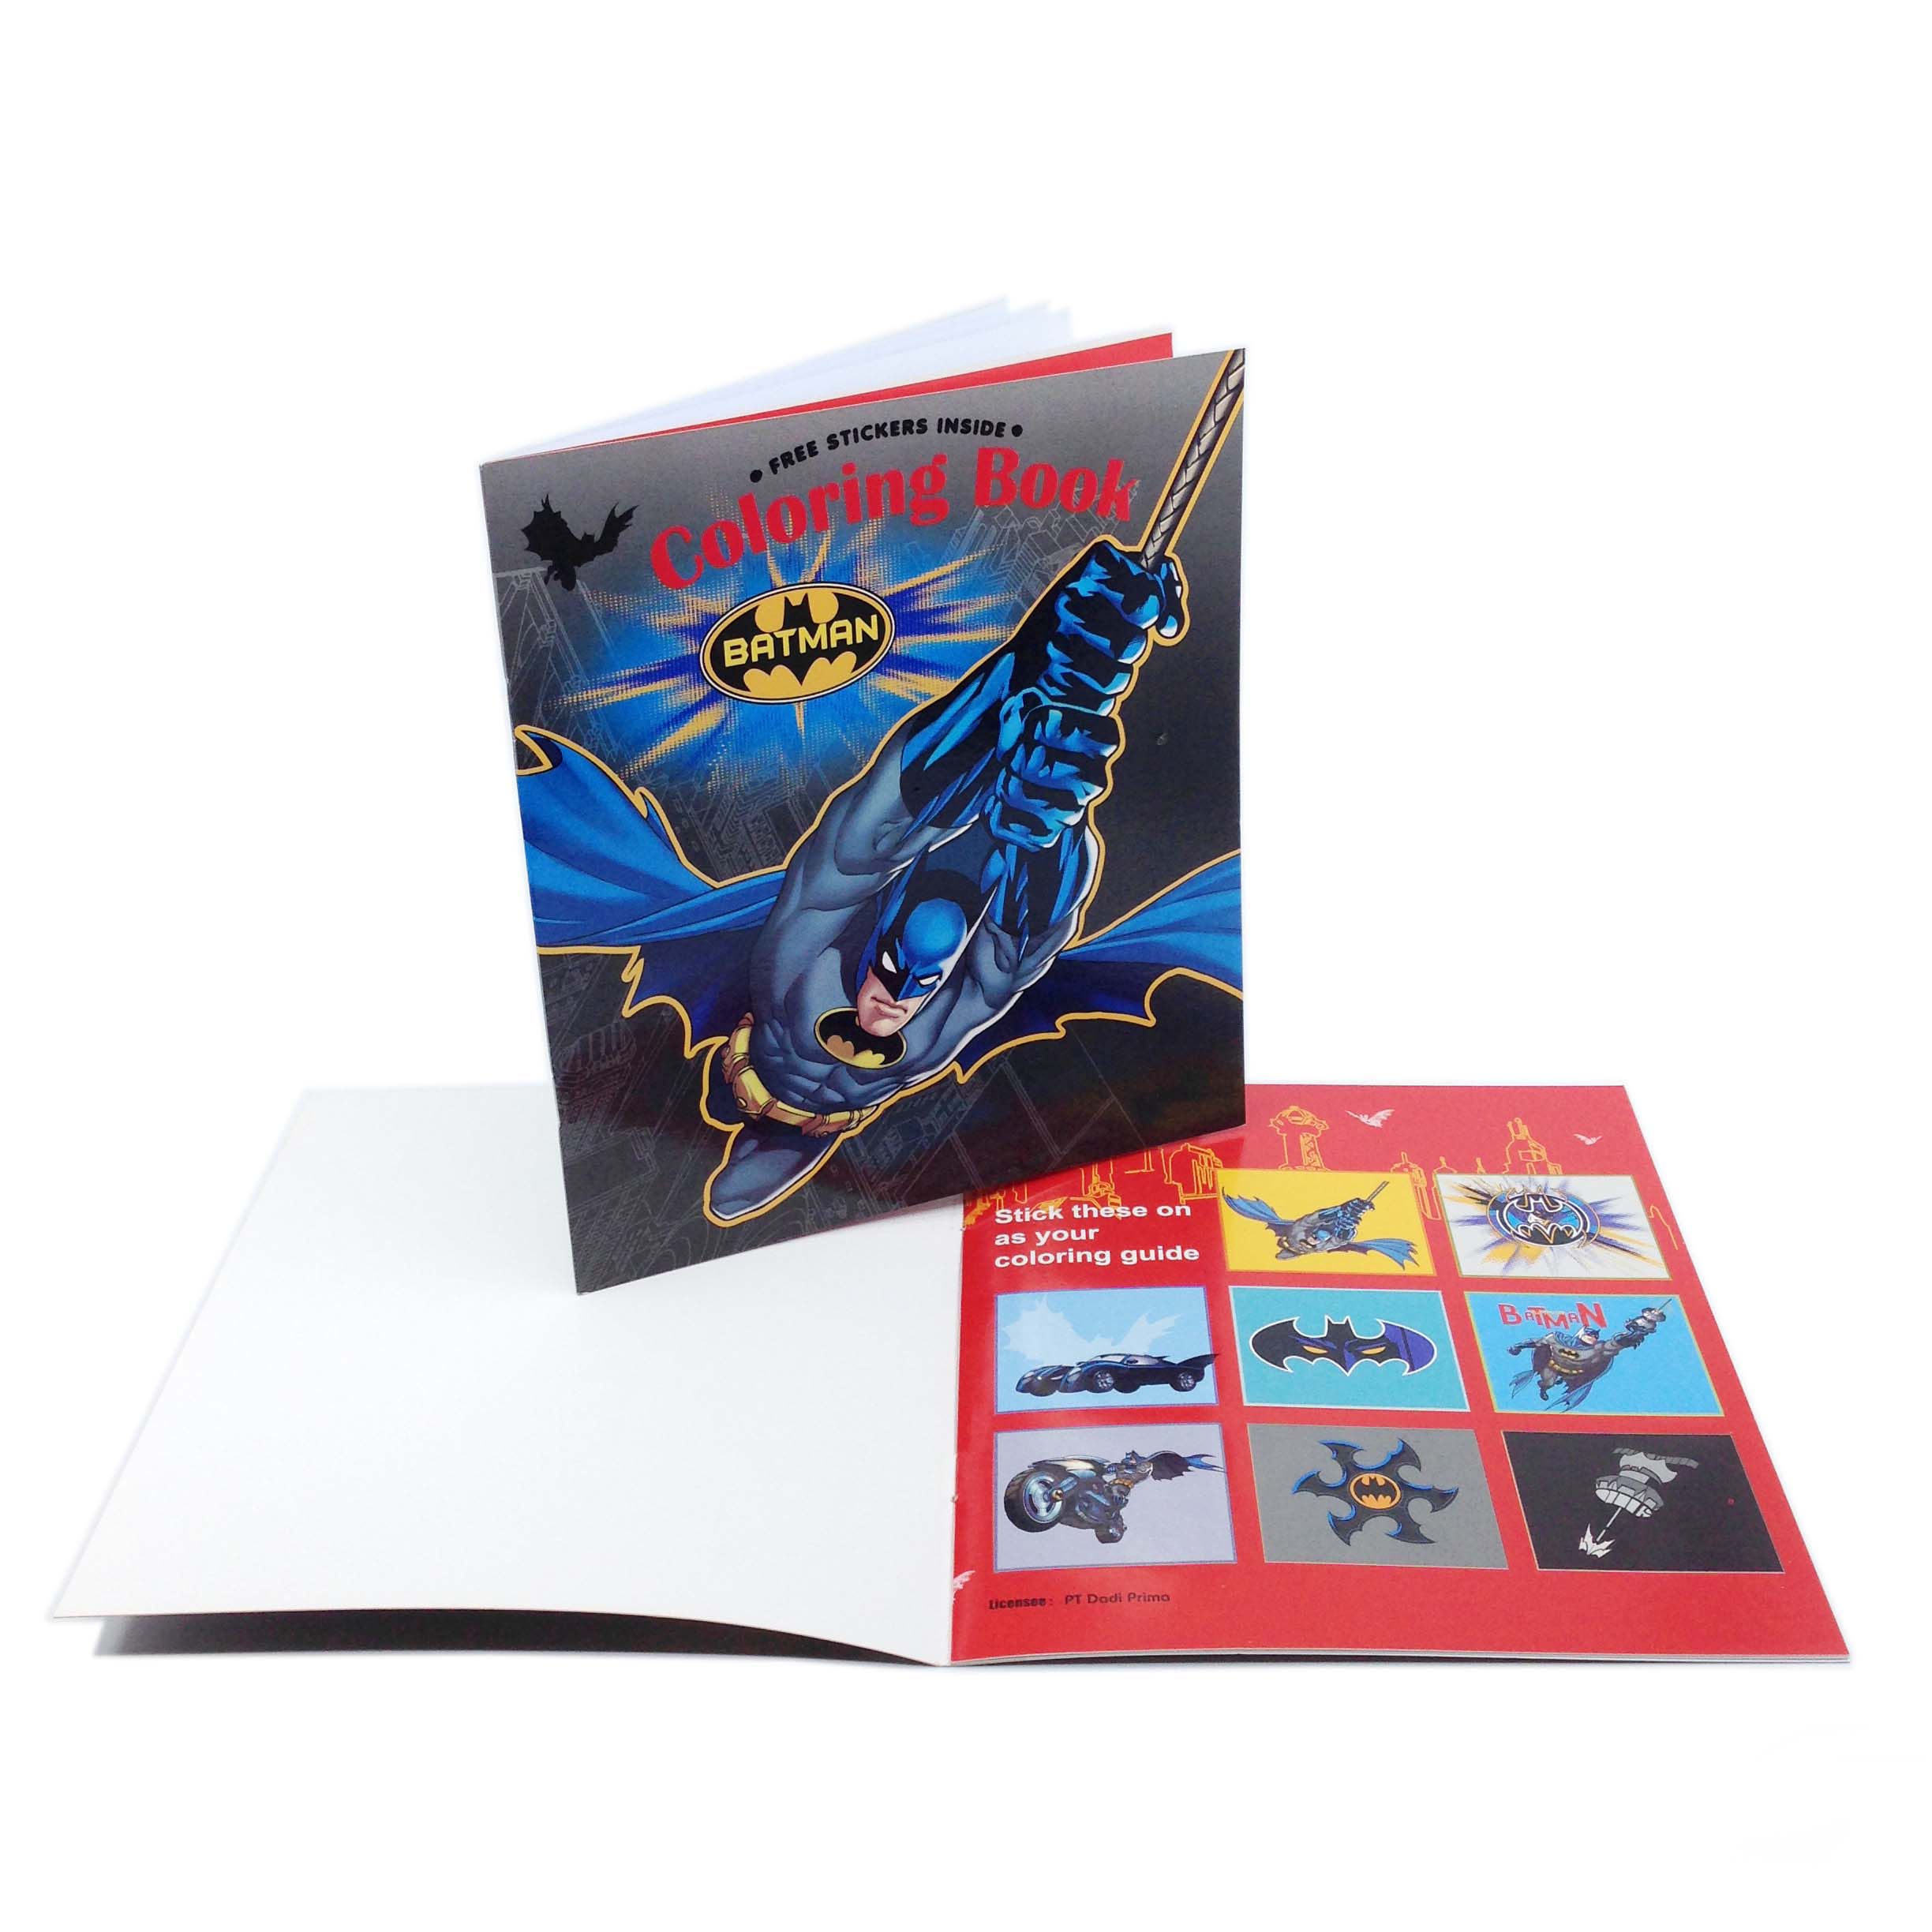 • FREE STICKERS INSIDE •
Coloring Book
BATMAN
Stick these on
as your
coloring guide
BATMAN
Licensee : PT Dadi Prima